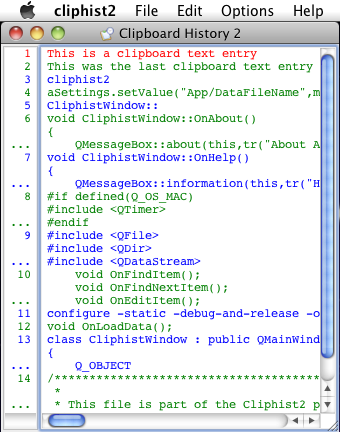 cliphist2 File Edit Options Help
Clipboard History 2
1 This is a clipboard text entry
2 This was the last clipboard text entry
3 cliphist2
4 aSettings.setValue("App/DataFileName",m
5 CliphistWindow::
6 void CliphistWindow::OnAbout()
{
... QMessageBox::about(this,tr("About A
7 void CliphistWindow::OnHelp()
{
... QMessageBox::information(this,tr("H
8 #if defined(Q_OS_MAC)
#include <QTimer>
... #endif
9 #include <QFile>
#include <QDir>
... #include <QDataStream>
10 void OnFindItem();
void OnFindNextItem();
... void OnEditItem();
11 configure -static -debug-and-release -o
12 void OnLoadData();
13 class CliphistWindow : public QMainWind
{
... Q_OBJECT
14 /**************************************
*
... * This file is part of the Cliphist2 p